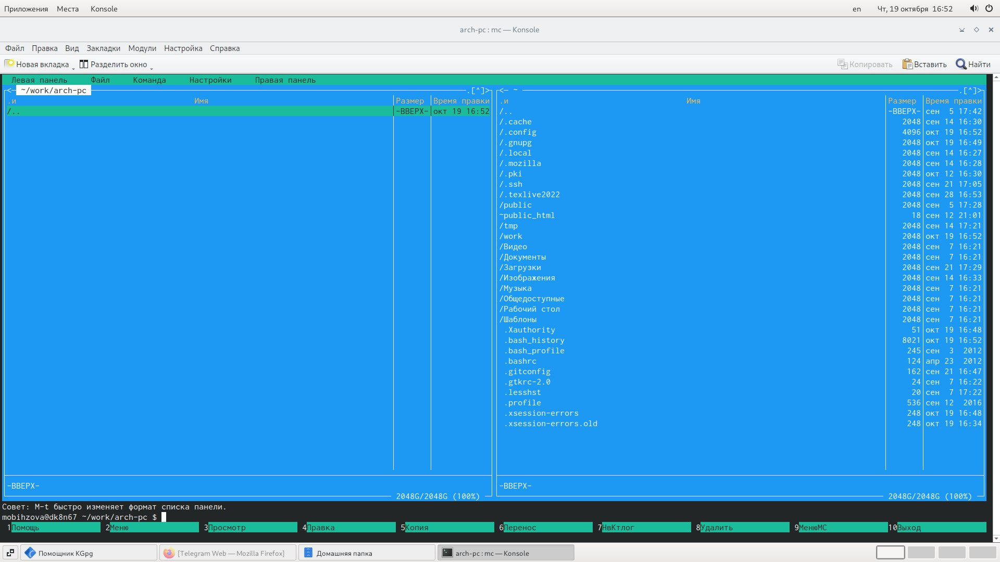 Приложения Места Konsole en Чт, 19 октября 16:52
arch-pc : mc — Konsole
Файл Правка Вид Закладки Модули Настройка Справка
Новая вкладка Разделить окно Копировать Вставить Найти
Левая панель Файл Команда Настройки Правая панель
<─ ~/work/arch-pc .[^]> <─ ~ .[^]>
.и Имя Размер Время правки .и Имя Размер Время правки
/.. -ВВЕРХ- окт 19 16:52 /.. -ВВЕРХ- сен 5 17:42
/.cache 2048 сен 14 16:30
/.config 4096 окт 19 16:52
/.gnupg 2048 окт 19 16:49
/.local 2048 сен 14 16:27
/.mozilla 2048 сен 14 16:28
/.pki 2048 окт 12 16:30
/.ssh 2048 сен 21 17:05
/.texlive2022 2048 сен 28 16:53
/public 2048 сен 5 17:28
~public_html 18 сен 12 21:01
/tmp 2048 сен 14 17:21
/work 2048 окт 19 16:52
/Видео 2048 сен 7 16:21
/Документы 2048 сен 7 16:21
/Загрузки 2048 сен 21 17:29
/Изображения 2048 сен 14 16:33
/Музыка 2048 сен 7 16:21
/Общедоступные 2048 сен 7 16:21
/Рабочий стол 2048 сен 7 16:21
/Шаблоны 2048 сен 7 16:21
.Xauthority 51 окт 19 16:48
.bash_history 8021 окт 19 16:52
.bash_profile 245 сен 3 2012
.bashrc 124 апр 23 2012
.gitconfig 162 сен 21 16:47
.gtkrc-2.0 24 сен 7 16:22
.lesshst 20 сен 7 17:22
.profile 536 сен 12 2016
.xsession-errors 248 окт 19 16:48
.xsession-errors.old 248 окт 19 16:34
-ВВЕРХ- -ВВЕРХ-
2048G/2048G (100%) 2048G/2048G (100%)
Совет: M-t быстро изменяет формат списка панели.
mobihzova@dk8n67 ~/work/arch-pc $
1Помощь 2Меню 3Просмотр 4Правка 5Копия 6Перенос 7НвКтлог 8Удалить 9МенюМС 10Выход
Помощник KGpg [Telegram Web — Mozilla Firefox] Домашняя папка arch-pc : mc — Konsole